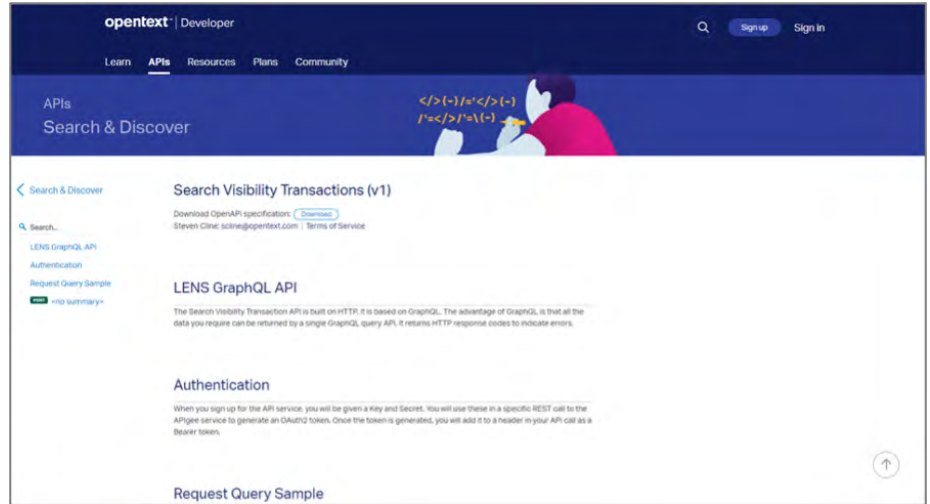 opentext™ | Developer
Sign up
Sign in
Learn APIs Resources Plans Community
APIs
Search & Discover
</>{-}/='</>{-}
/'=</>/'=\{-}
Search & Discover
Search...
LENS GraphQL API
Authentication
Request Query Sample
POST <no summary>
Search Visibility Transactions (v1)
Download OpenAPI specification: Download
Steven Cline: scline@opentext.com | Terms of Service
LENS GraphQL API
The Search Visibility Transaction API is built on HTTP. It is based on GraphQL. The advantage of GraphQL is that all the
data you require can be returned by a single GraphQL query API. It returns HTTP response codes to indicate errors.
Authentication
When you sign up for the API service, you will be given a Key and Secret. You will use these in a specific REST call to the
APIgee service to generate an OAuth2 token. Once the token is generated, you will add it to a header in your API call as a
Bearer token.
Request Query Sample